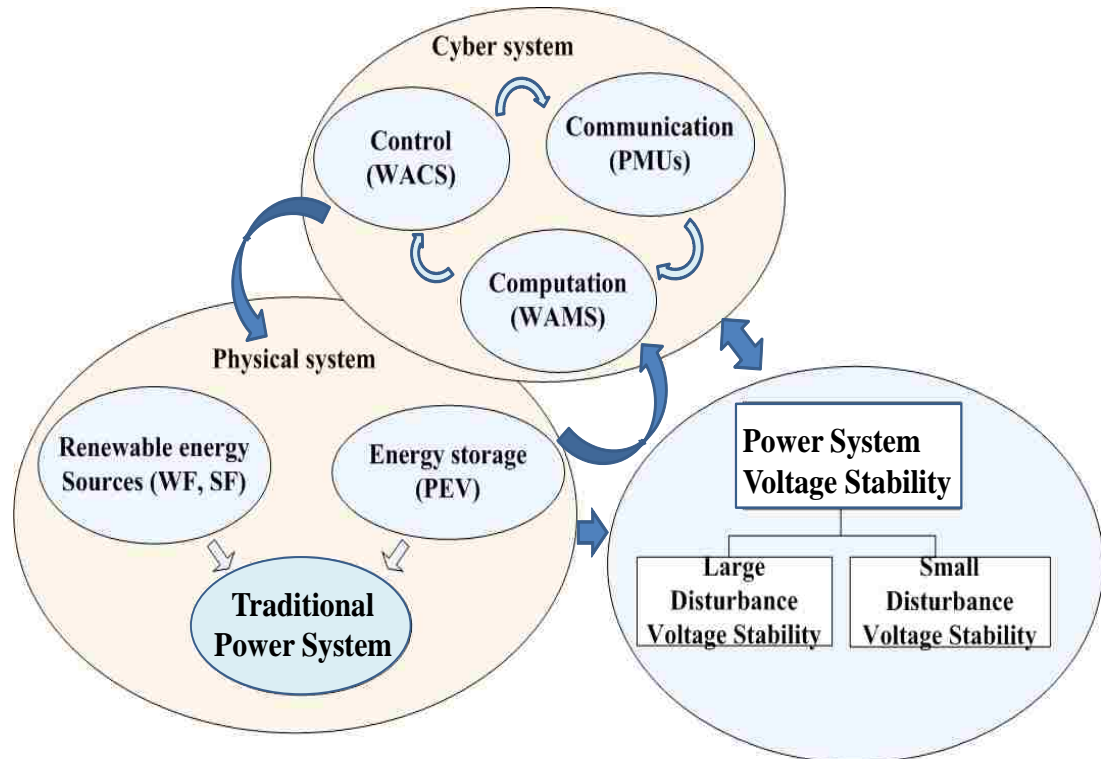 Cyber system
Control
(WACS)
Communication
(PMUs)
Computation
(WAMS)
Physical system
Renewable energy
Sources (WF, SF)
Energy storage
(PEV)
Traditional
Power System
Power System
Voltage Stability
Large
Disturbance
Voltage Stability
Small
Disturbance
Voltage Stability